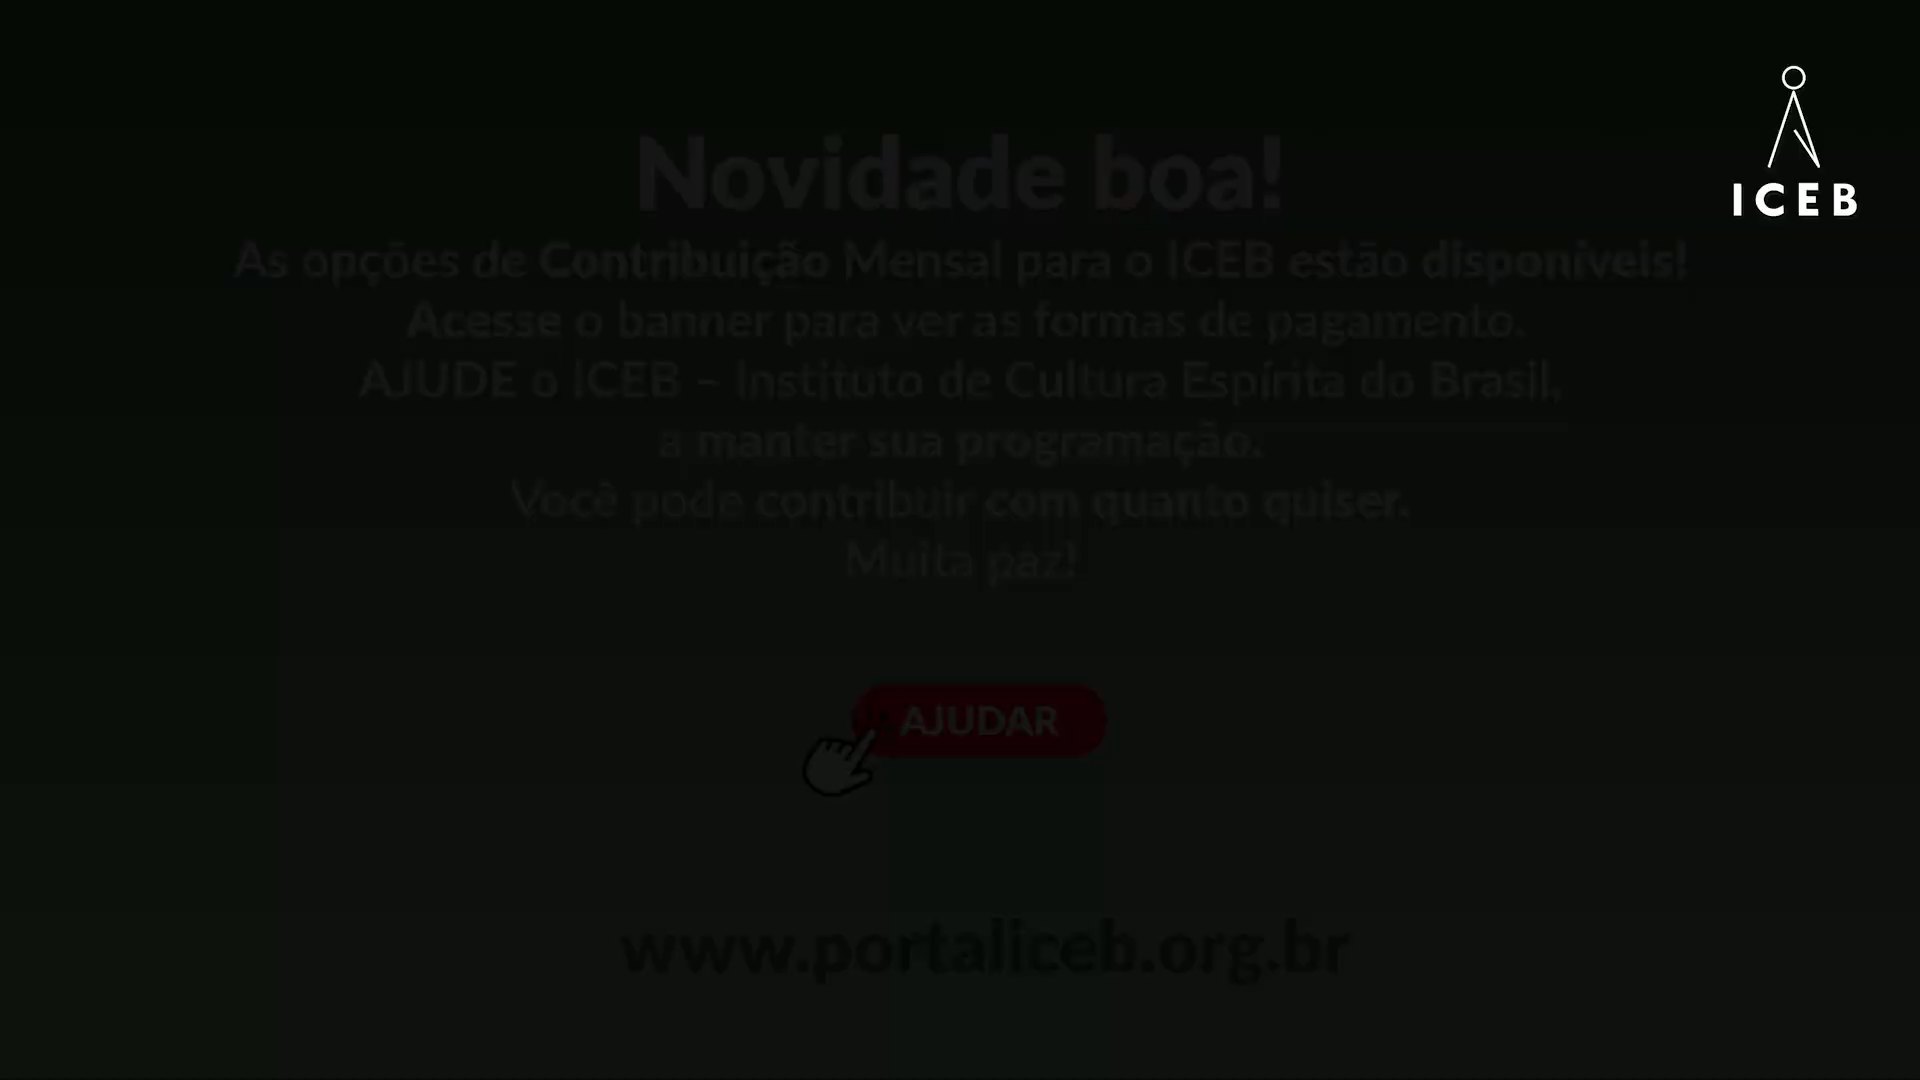 ICEB
Novidade boa!
As opções de Contribuição Mensal para o ICEB estão disponíveis!
Acesse o banner para ver as formas de pagamento.
AJUDE o ICEB – Instituto de Cultura Espírita do Brasil,
a manter sua programação.
Você pode contribuir com quanto quiser.
Muita paz!
AJUDAR
www.portaliceb.org.br